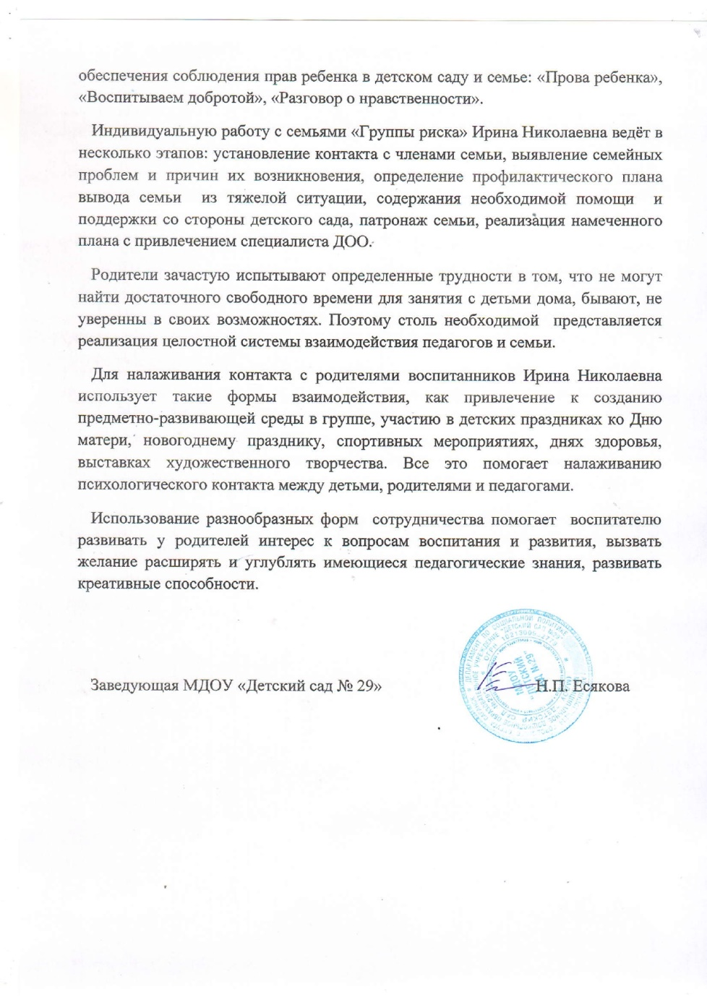 обеспечения соблюдения прав ребенка в детском саду и семье: «Прова ребенка»,
«Воспитываем добротой», «Разговор о нравственности».
Индивидуальную работу с семьями «Группы риска» Ирина Николаевна ведёт в
несколько этапов: установление контакта с членами семьи, выявление семейных
проблем и причин их возникновения, определение профилактического плана
вывода семьи из тяжелой ситуации, содержания необходимой помощи и
поддержки со стороны детского сада, патронаж семьи, реализация намеченного
плана с привлечением специалиста ДОО.
Родители зачастую испытывают определенные трудности в том, что не могут
найти достаточного свободного времени для занятия с детьми дома, бывают, не
уверенны в своих возможностях. Поэтому столь необходимой представляется
реализация целостной системы взаимодействия педагогов и семьи.
Для налаживания контакта с родителями воспитанников Ирина Николаевна
использует такие формы взаимодействия, как привлечение к созданию
предметно-развивающей среды в группе, участию в детских праздниках ко Дню
матери, новогоднему празднику, спортивных мероприятиях, днях здоровья,
выставках художественного творчества. Все это помогает налаживанию
психологического контакта между детьми, родителями и педагогами.
Использование разнообразных форм сотрудничества помогает воспитателю
развивать у родителей интерес к вопросам воспитания и развития, вызвать
желание расширять и углублять имеющиеся педагогические знания, развивать
креативные способности.
Заведующая МДОУ «Детский сад № 29» Н.П. Есякова
ДЕПАРТАМЕНТ ПО СОЦИАЛЬНОЙ ПОЛИТИКЕ
УЧРЕЖДЕНИЕ "ДЕТСКИЙ САД №29"